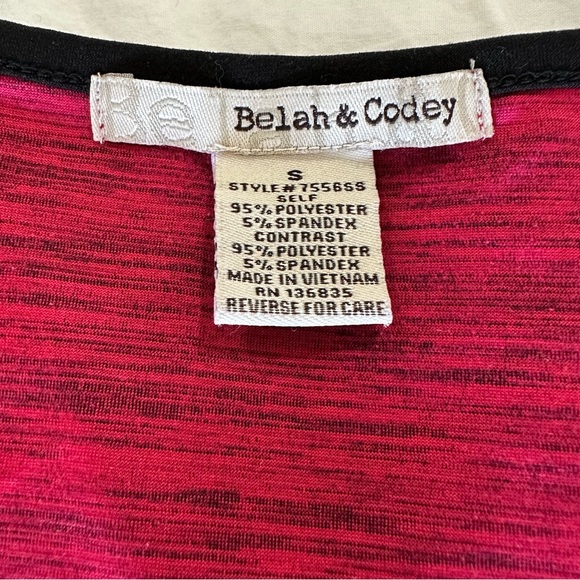 Be Belah & Codey
S
STYLE# 7556SS
SELF
95% POLYESTER
5% SPANDEX
CONTRAST
95% POLYESTER
5% SPANDEX
MADE IN VIETNAM
RN 136835
REVERSE FOR CARE